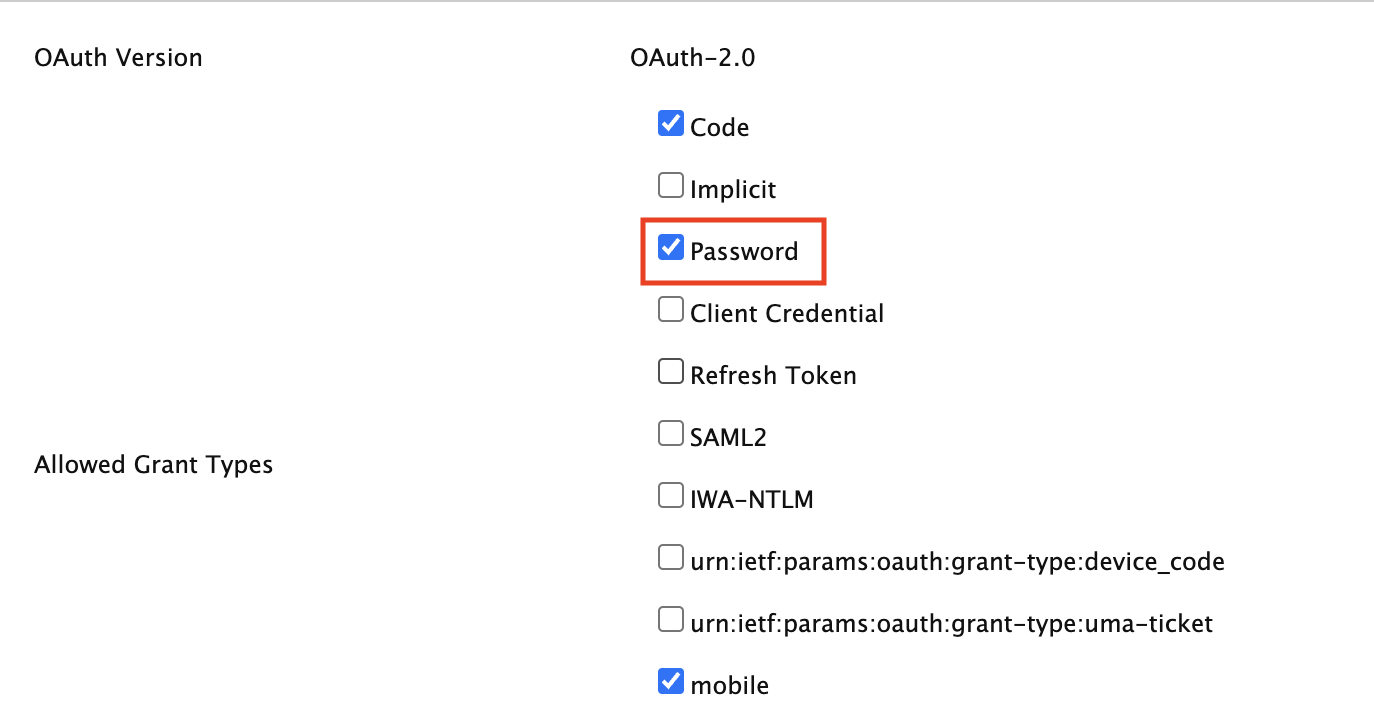 OAuth Version
OAuth-2.0
Code
Implicit
Password
Client Credential
Refresh Token
SAML2
Allowed Grant Types
IWA-NTLM
urn:ietf:params:oauth:grant-type:device_code
urn:ietf:params:oauth:grant-type:uma-ticket
mobile